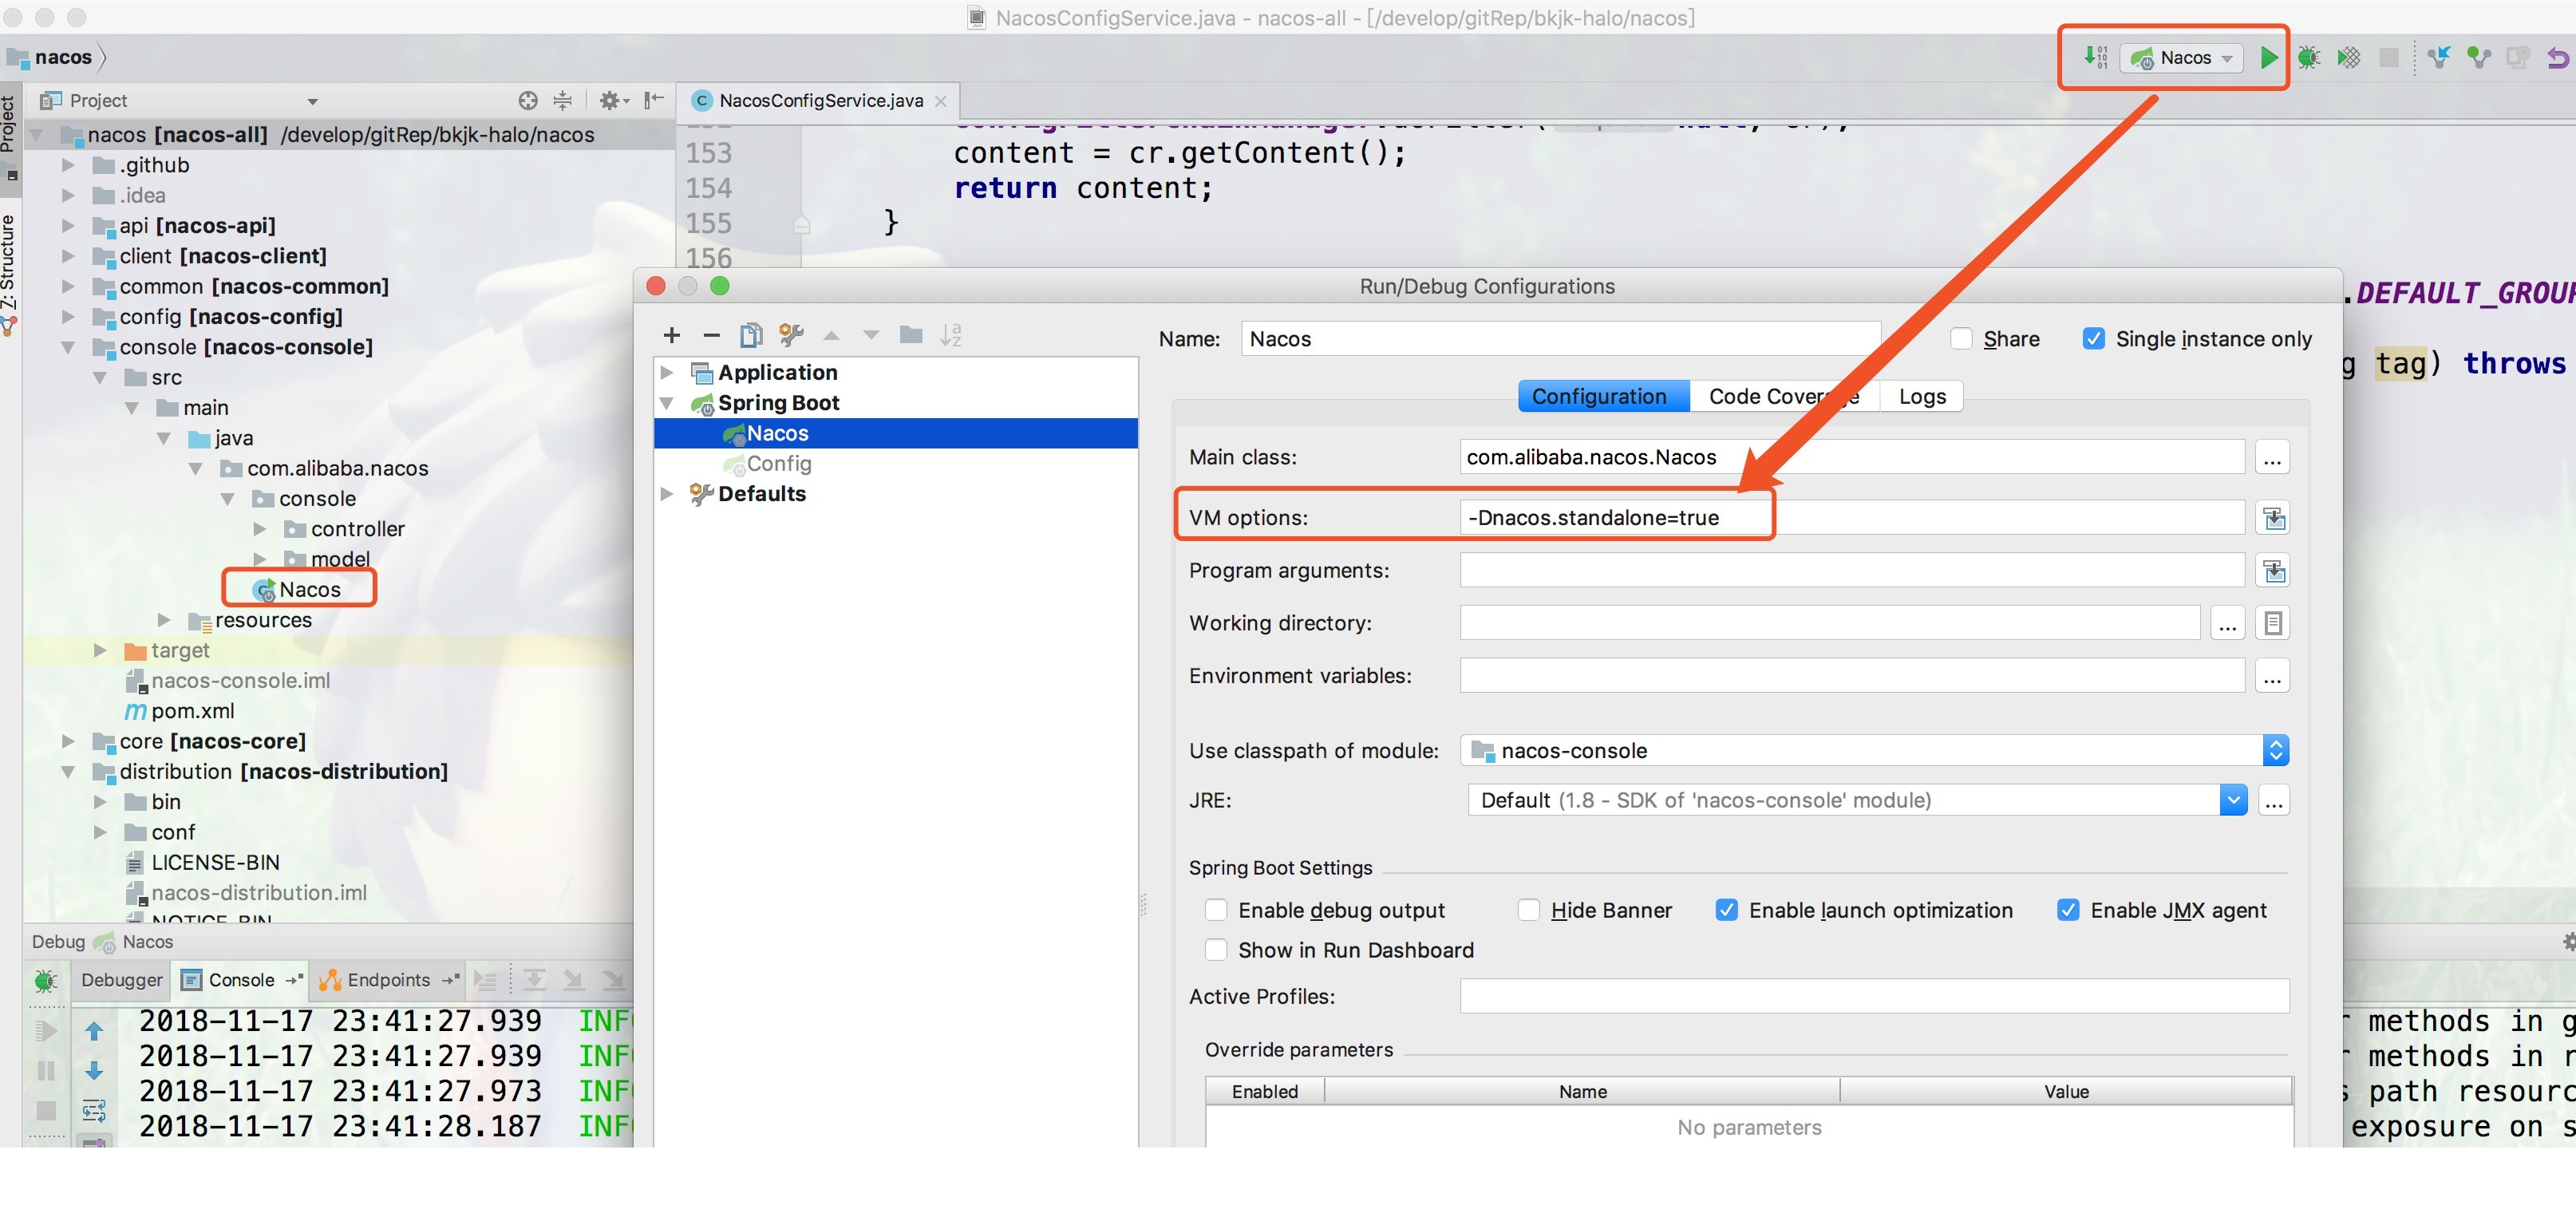 NacosConfigService.java - nacos-all - [/develop/gitRep/bkjk-halo/nacos]
nacos
Nacos
Project
7: Structure
Project
NacosConfigService.java
nacos [nacos-all] /develop/gitRep/bkjk-halo/nacos
.github
.idea
api [nacos-api]
client [nacos-client]
common [nacos-common]
config [nacos-config]
console [nacos-console]
src
main
java
com.alibaba.nacos
console
controller
model
Nacos
resources
target
nacos-console.iml
pom.xml
core [nacos-core]
distribution [nacos-distribution]
bin
conf
LICENSE-BIN
nacos-distribution.iml
NOTICE-BIN
153 content = cr.getContent();
154 return content;
155 }
156
.DEFAULT_GROUP
g tag) throws
Run/Debug Configurations
Application
Spring Boot
Nacos
Config
Defaults
Name: Nacos
Share
Single instance only
Configuration Code Coverage Logs
Main class: com.alibaba.nacos.Nacos ...
VM options: -Dnacos.standalone=true
Program arguments:
Working directory: ...
Environment variables: ...
Use classpath of module: nacos-console
JRE: Default (1.8 - SDK of 'nacos-console' module) ...
Spring Boot Settings
Enable debug output Hide Banner Enable launch optimization Enable JMX agent
Show in Run Dashboard
Active Profiles:
Override parameters
Enabled Name Value
No parameters
Debug Nacos
Debugger Console Endpoints
2018-11-17 23:41:27.939 INF
2018-11-17 23:41:27.939 INF
2018-11-17 23:41:27.973 INF
2018-11-17 23:41:28.187 INF
r methods in g
r methods in r
s path resourc
exposure on s